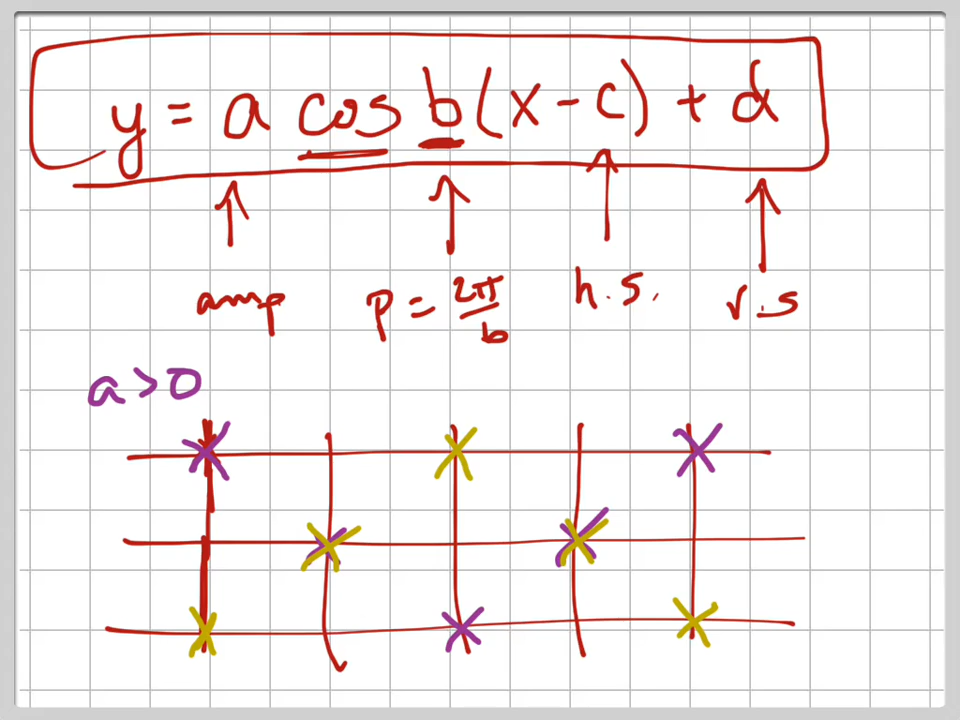 y = a cos b(x - c) + d
amp p = 2π/b h.s. v.s
a > 0